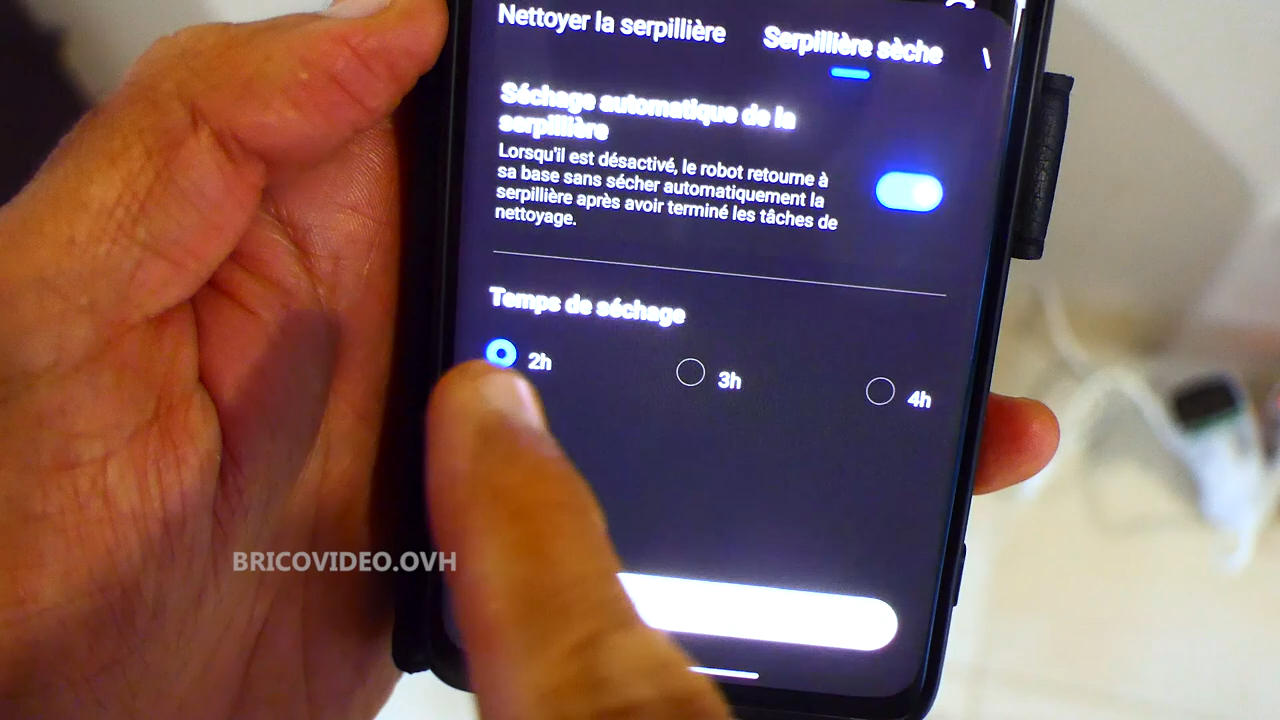 Nettoyer la serpillière
Serpillière sèche
Séchage automatique de la
serpillière
Lorsqu'il est désactivé, le robot retourne à
sa base sans sécher automatiquement la
serpillière après avoir terminé les tâches de
nettoyage.
Temps de séchage
2h 3h 4h
BRICOVIDEO.OVH